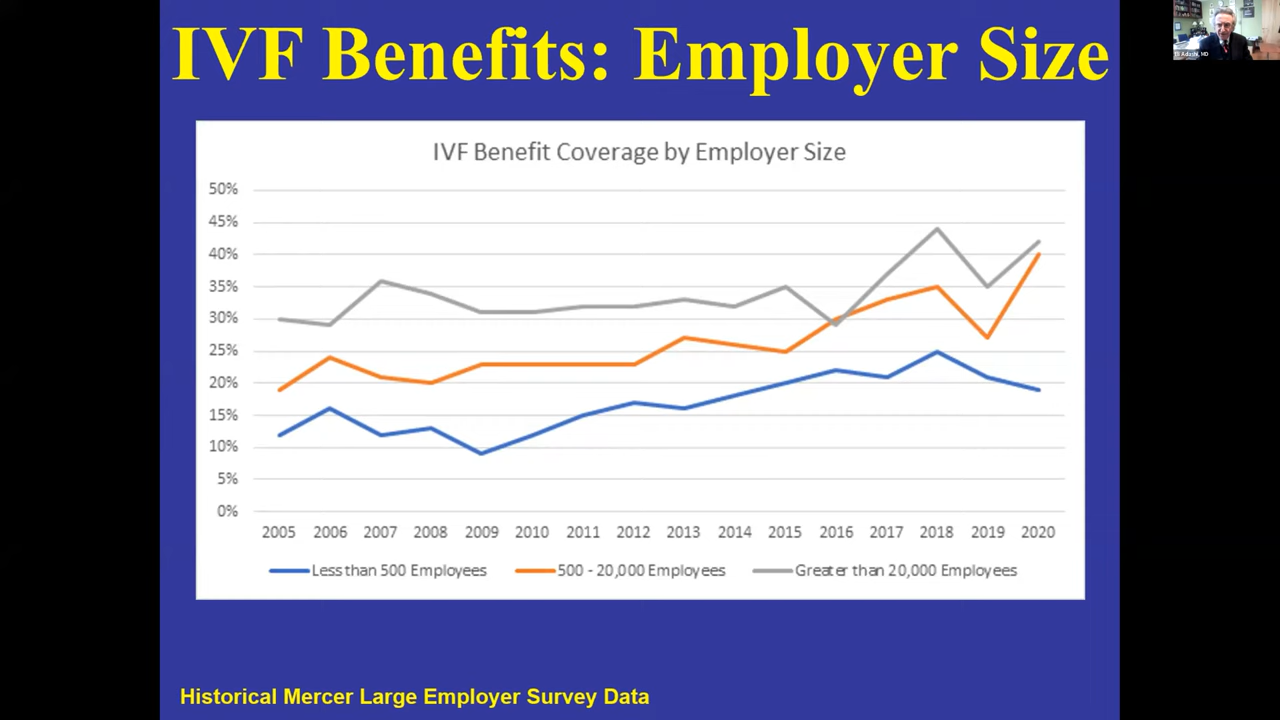 IVF Benefits: Employer Size
IVF Benefit Coverage by Employer Size
50%
45%
40%
35%
30%
25%
20%
15%
10%
5%
0%
2005 2006 2007 2008 2009 2010 2011 2012 2013 2014 2015 2016 2017 2018 2019 2020
Less than 500 Employees 500 - 20,000 Employees Greater than 20,000 Employees
Historical Mercer Large Employer Survey Data
Adashi, MD